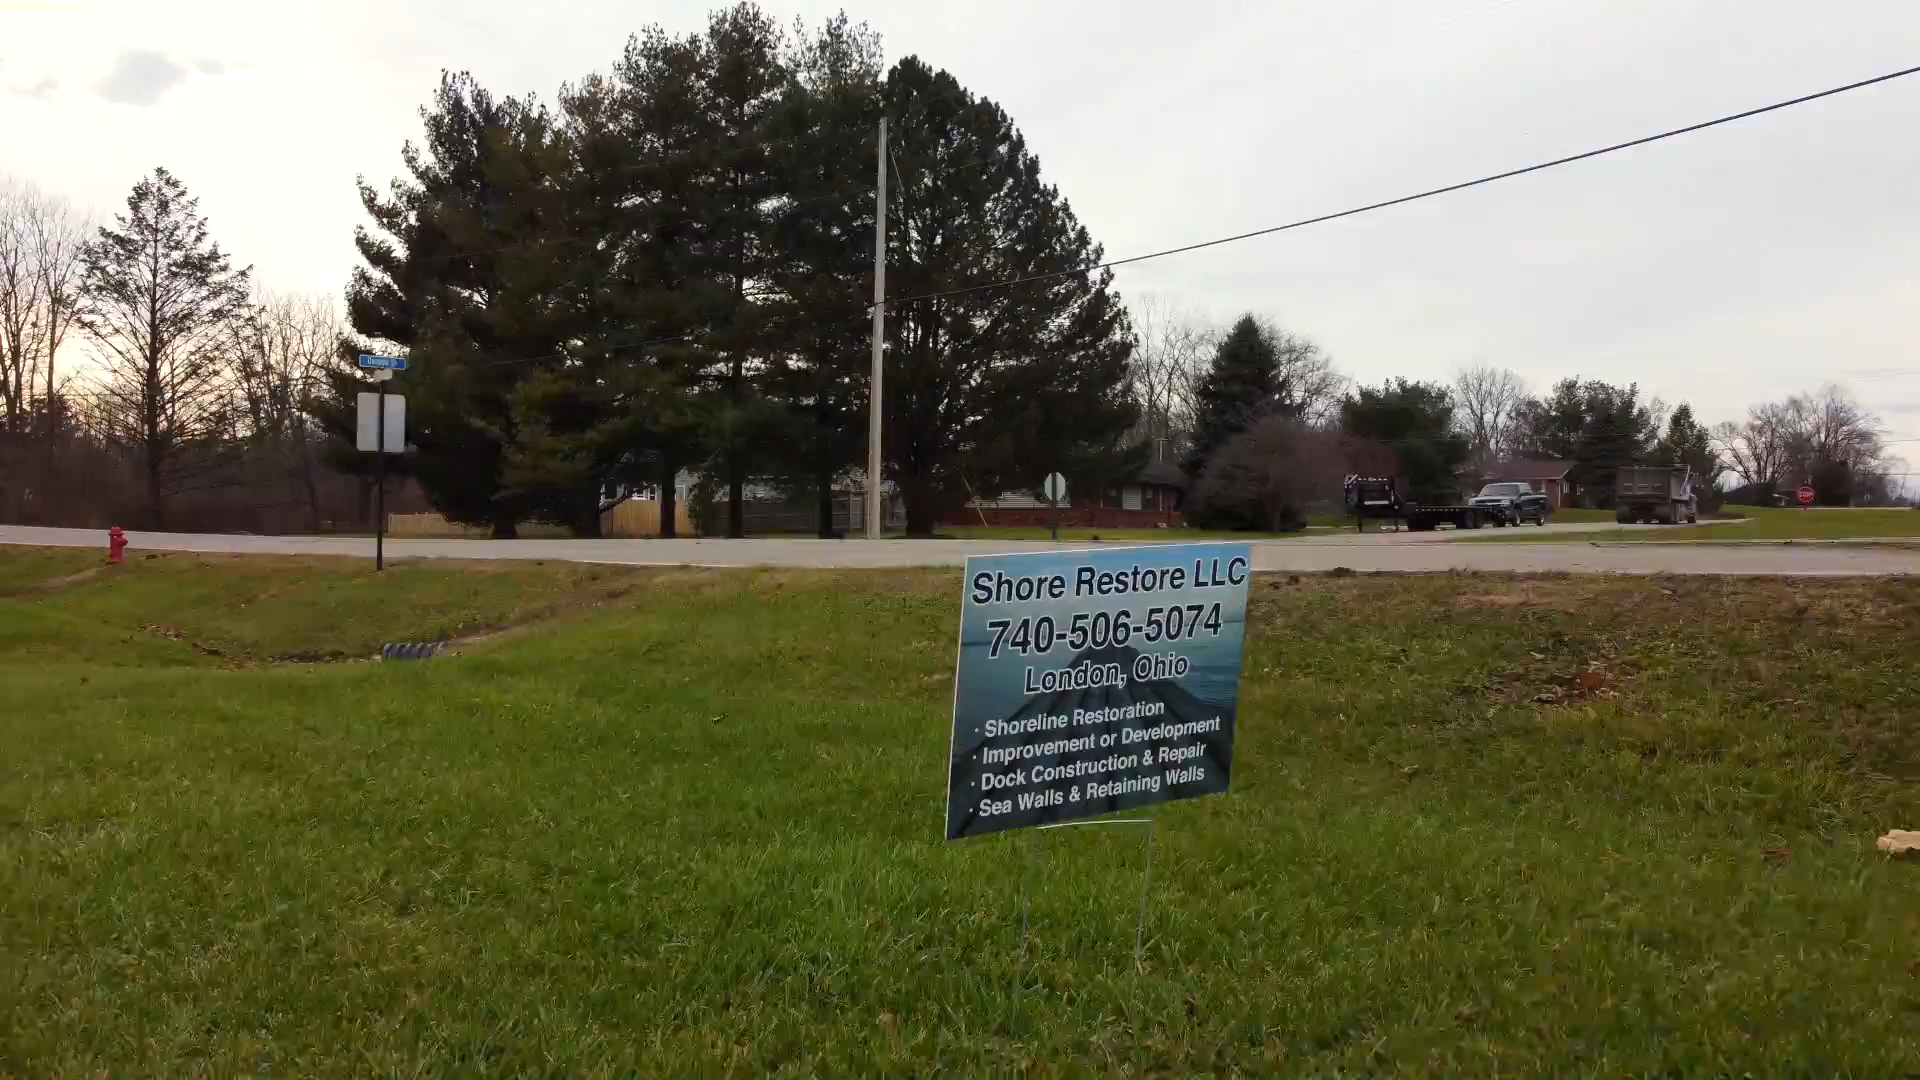 Shore Restore LLC
740-506-5074
London, Ohio
· Shoreline Restoration
· Improvement or Development
· Dock Construction & Repair
· Sea Walls & Retaining Walls
STOP